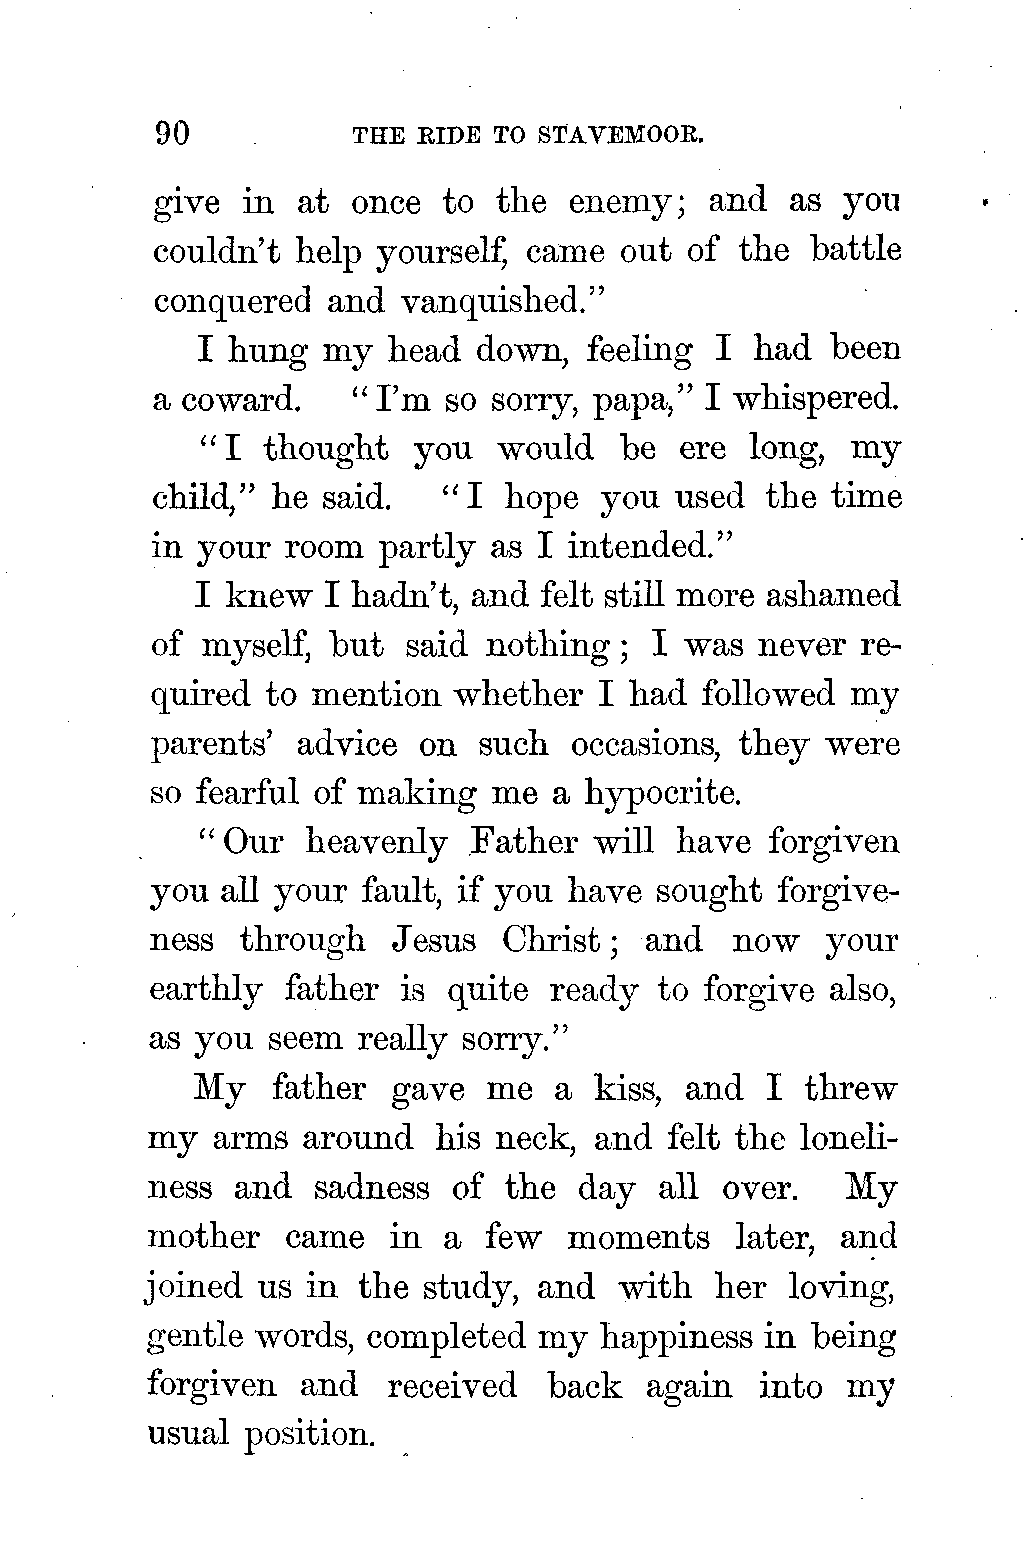 90 THE RIDE TO STAVEMOOR.
give in at once to the enemy; and as you
couldn't help yourself, came out of the battle
conquered and vanquished."
I hung my head down, feeling I had been
a coward. "I'm so sorry, papa," I whispered.
"I thought you would be ere long, my
child," he said. "I hope you used the time
in your room partly as I intended."
I knew I hadn't, and felt still more ashamed
of myself, but said nothing; I was never re-
quired to mention whether I had followed my
parents' advice on such occasions, they were
so fearful of making me a hypocrite.
"Our heavenly Father will have forgiven
you all your fault, if you have sought forgive-
ness through Jesus Christ; and now your
earthly father is quite ready to forgive also,
as you seem really sorry."
My father gave me a kiss, and I threw
my arms around his neck, and felt the loneli-
ness and sadness of the day all over. My
mother came in a few moments later, and
joined us in the study, and with her loving,
gentle words, completed my happiness in being
forgiven and received back again into my
usual position.